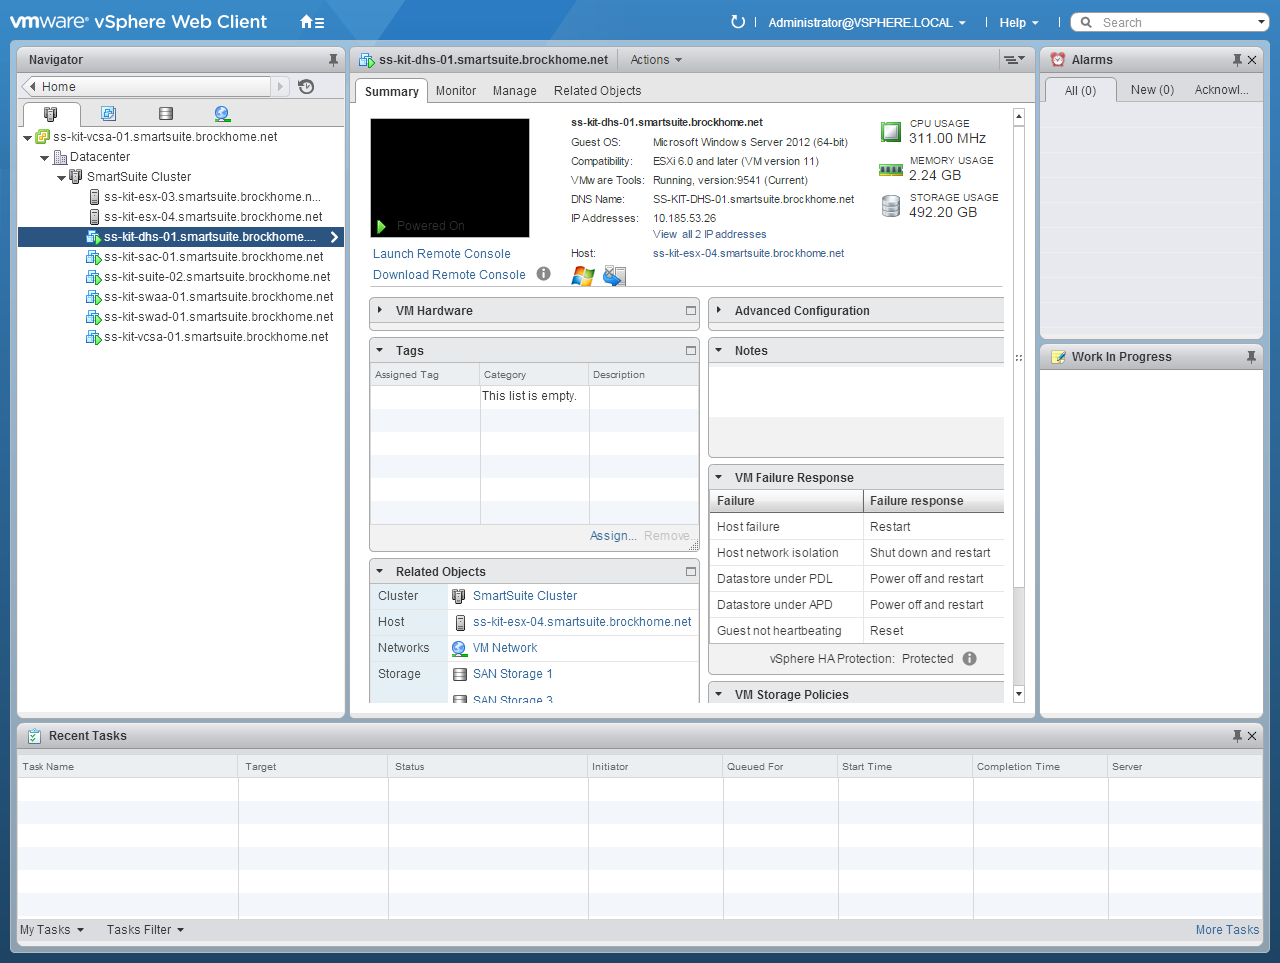 vmware® vSphere Web Client
Administrator@VSPHERE.LOCAL
Help
Search
Navigator
Home
ss-kit-vcsa-01.smartsuite.brockhome.net
Datacenter
SmartSuite Cluster
ss-kit-esx-03.smartsuite.brockhome.n...
ss-kit-esx-04.smartsuite.brockhome.net
ss-kit-dhs-01.smartsuite.brockhome....
ss-kit-sac-01.smartsuite.brockhome.net
ss-kit-suite-02.smartsuite.brockhome.net
ss-kit-swaa-01.smartsuite.brockhome.net
ss-kit-swad-01.smartsuite.brockhome.net
ss-kit-vcsa-01.smartsuite.brockhome.net
ss-kit-dhs-01.smartsuite.brockhome.net
Actions
Summary Monitor Manage Related Objects
Powered On
Launch Remote Console
Download Remote Console
ss-kit-dhs-01.smartsuite.brockhome.net
Guest OS: Microsoft Windows Server 2012 (64-bit)
Compatibility: ESXi 6.0 and later (VM version 11)
VMware Tools: Running, version:9541 (Current)
DNS Name: SS-KIT-DHS-01.smartsuite.brockhome.net
IP Addresses: 10.185.53.26
View all 2 IP addresses
Host: ss-kit-esx-04.smartsuite.brockhome.net
CPU USAGE
311.00 MHz
MEMORY USAGE
2.24 GB
STORAGE USAGE
492.20 GB
VM Hardware
Tags
Assigned Tag Category Description
This list is empty.
Assign... Remove...
Related Objects
Cluster SmartSuite Cluster
Host ss-kit-esx-04.smartsuite.brockhome.net
Networks VM Network
Storage SAN Storage 1
SAN Storage 3
Advanced Configuration
Notes
VM Failure Response
Failure Failure response
Host failure Restart
Host network isolation Shut down and restart
Datastore under PDL Power off and restart
Datastore under APD Power off and restart
Guest not heartbeating Reset
vSphere HA Protection: Protected
VM Storage Policies
Alarms
All (0) New (0) Acknowl...
Work In Progress
Recent Tasks
Task Name Target Status Initiator Queued For Start Time Completion Time Server
My Tasks Tasks Filter More Tasks